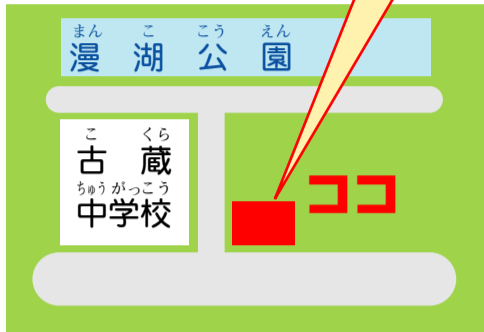 まんここうえん
漫湖公園
こくら
古蔵
ちゅうがっこう
中学校
ココ